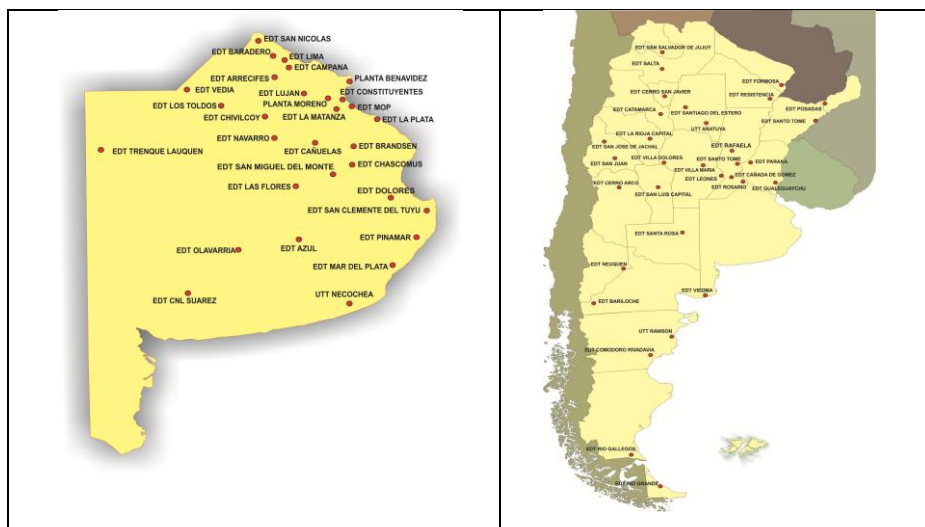 EDT SAN NICOLAS
EDT BARADERO
EDT LIMA
EDT CAMPANA
EDT ARRECIFES
PLANTA BENAVIDEZ
EDT VEDIA
EDT LUJAN
EDT CONSTITUYENTES
PLANTA MORENO
EDT LOS TOLDOS
EDT MOP
EDT LA MATANZA
EDT CHIVILCOY
EDT LA PLATA
EDT NAVARRO
EDT CAÑUELAS
EDT BRANDSEN
EDT TRENQUE LAUQUEN
EDT CHASCOMUS
EDT SAN MIGUEL DEL MONTE
EDT LAS FLORES
EDT DOLORES
EDT SAN CLEMENTE DEL TUYU
EDT PINAMAR
EDT AZUL
EDT OLAVARRIA
EDT MAR DEL PLATA
EDT CNL SUAREZ
UTT NECOCHEA
EDT SAN SALVADOR DE JUJUY
EDT SALTA
EDT FORMOSA
EDT CERRO SAN JAVIER
EDT RESISTENCIA
EDT POSADAS
EDT CATAMARCA
EDT SANTIAGO DEL ESTERO
EDT SANTO TOME
UTT AÑATUYA
EDT LA RIOJA CAPITAL
EDT SAN JOSE DE JACHAL
EDT RAFAELA
EDT SAN JUAN
EDT VILLA DOLORES
EDT SANTO TOME
EDT PARANA
EDT VILLA MARIA
EDT LEONES
EDT CAÑADA DE GOMEZ
EDT CERRO ARCO
EDT SAN LUIS CAPITAL
EDT ROSARIO
EDT GUALEGUAYCHU
EDT SANTA ROSA
EDT NEUQUEN
EDT VIEDMA
EDT BARILOCHE
UTT RAWSON
EDT COMODORO RIVADAVIA
EDT RIO GALLEGOS
EDT RIO GRANDE